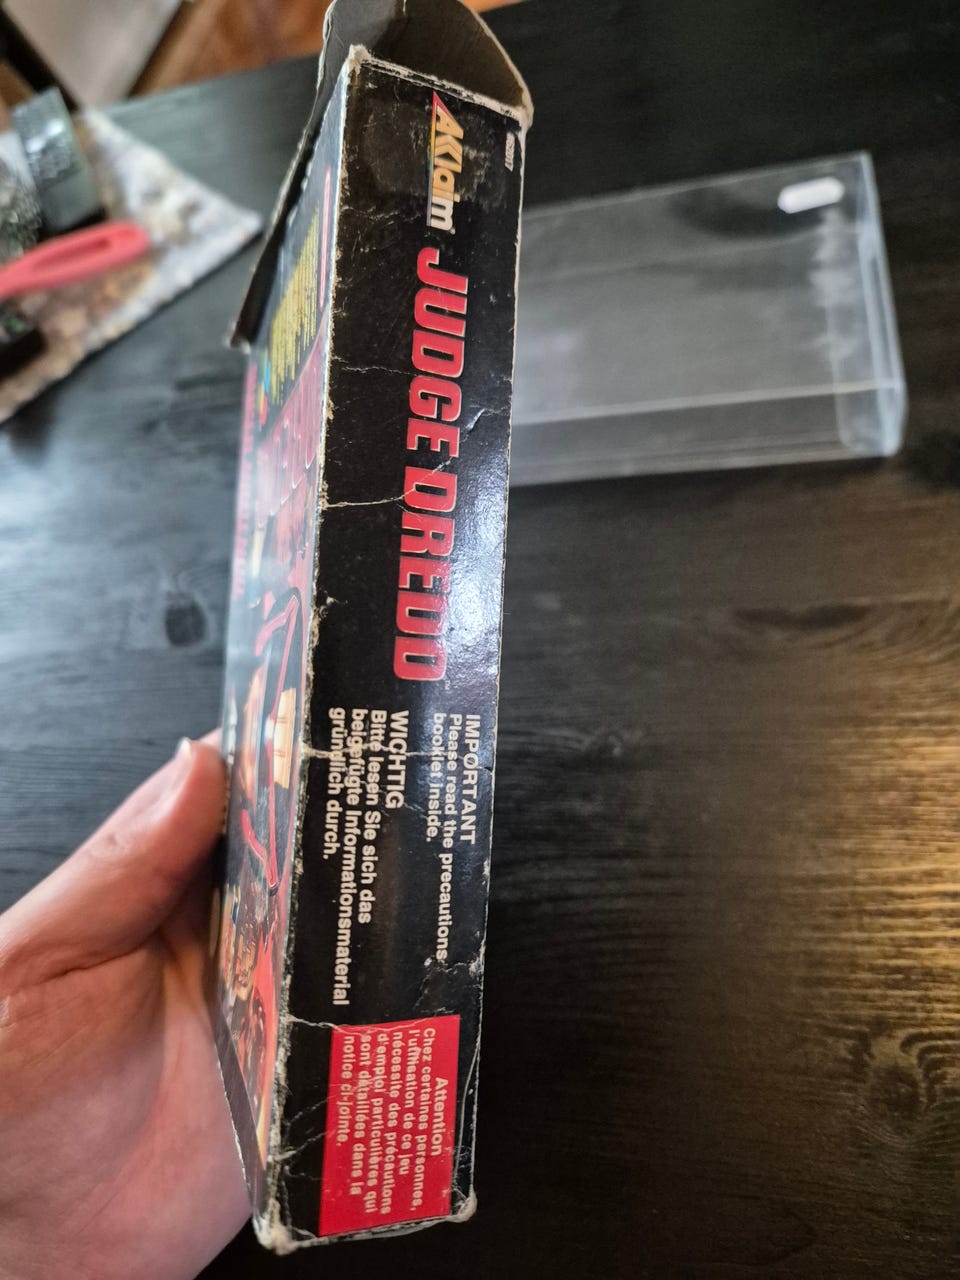 Acclaim
JUDGE DREDD
IMPORTANT
Please read the precautions
booklet inside.
WICHTIG
Bitte lesen Sie sich das
beigefügte Informationsmaterial
gründlich durch.
Attention
Chez certaines personnes,
l'utilisation de ce jeu
nécessite des précautions
d'emploi particulières qui
sont détaillées dans la
notice ci-jointe.